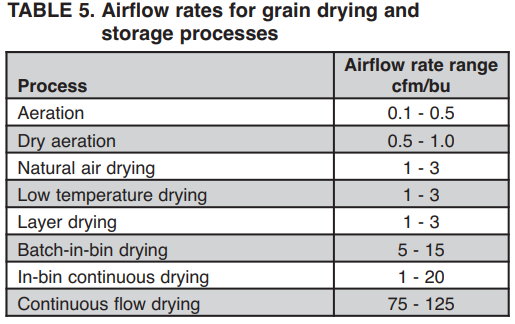 TABLE 5. Airflow rates for grain drying and
storage processes
Airflow rate range
Process cfm/bu
Aeration 0.1 - 0.5
Dry aeration 0.5 - 1.0
Natural air drying 1 - 3
Low temperature drying 1 - 3
Layer drying 1 - 3
Batch-in-bin drying 5 - 15
In-bin continuous drying 1 - 20
Continuous flow drying 75 - 125